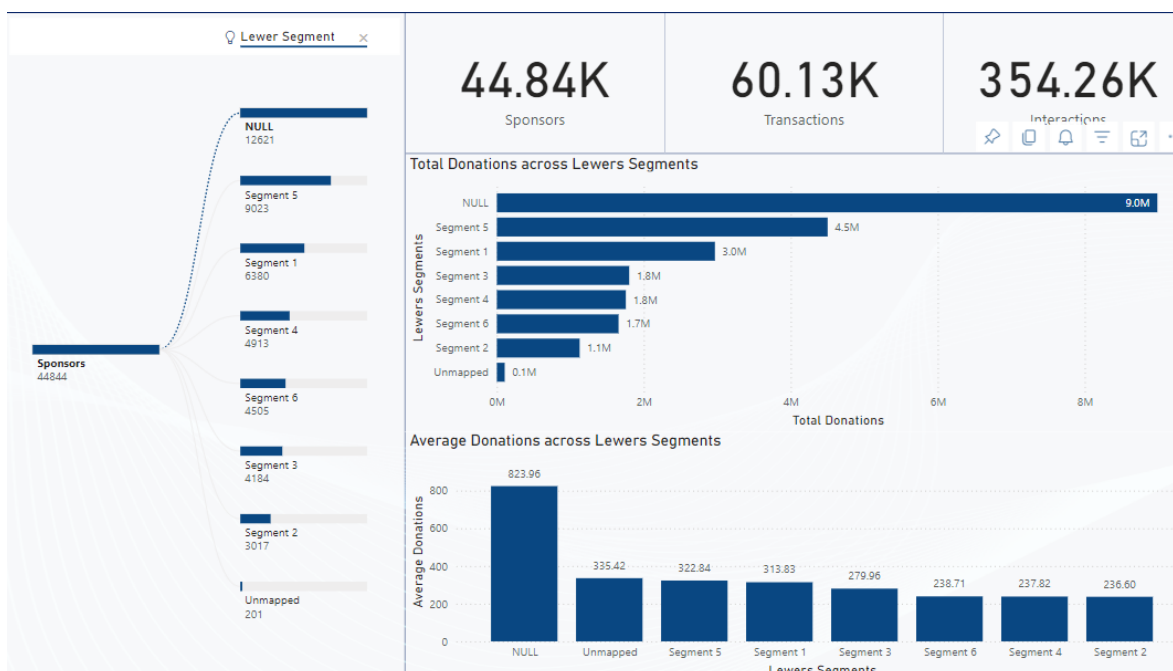 Lewer Segment
NULL
12621
Segment 5
9023
Segment 1
6380
Segment 4
4913
Segment 6
4505
Segment 3
4184
Segment 2
3017
Unmapped
201
Sponsors
44844
44.84K
Sponsors
60.13K
Transactions
354.26K
Interactions
Total Donations across Lewers Segments
Lewers Segments
NULL 9.0M
Segment 5 4.5M
Segment 1 3.0M
Segment 3 1.8M
Segment 4 1.8M
Segment 6 1.7M
Segment 2 1.1M
Unmapped 0.1M
0M 2M 4M 6M 8M
Total Donations
Average Donations across Lewers Segments
Average Donations
800
600
400
200
0
823.96 335.42 322.84 313.83 279.96 238.71 237.82 236.60
NULL Unmapped Segment 5 Segment 1 Segment 3 Segment 6 Segment 4 Segment 2
Lewers Segments